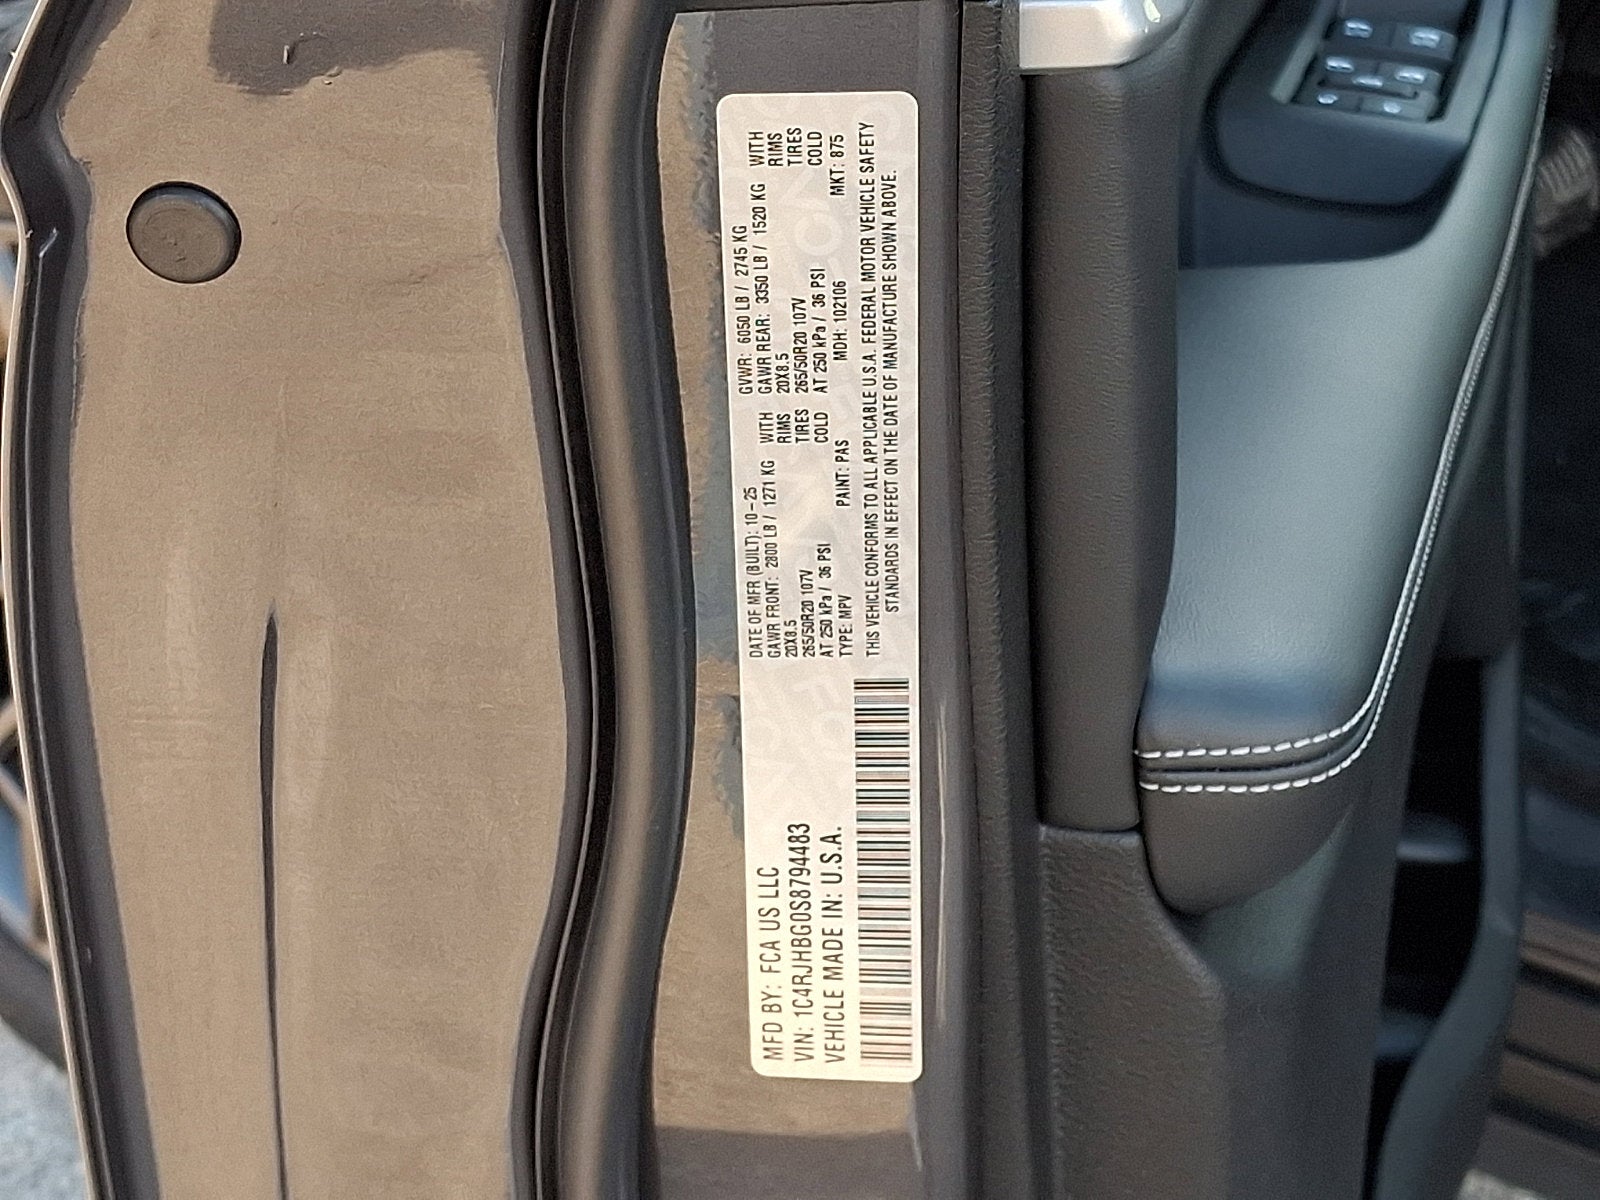 MFD BY: FCA US LLC
VIN: 1C4RJHBG0S8794483
VEHICLE MADE IN: U.S.A.
DATE OF MFR (BUILT): 10-25 GVWR: 6050 LB / 2745 KG
GAWR FRONT: 2800 LB / 1271 KG WITH GAWR REAR: 3350 LB / 1520 KG WITH
20X8.5 RIMS 20X8.5 RIMS
265/50R20 107V TIRES 265/50R20 107V TIRES
AT 250 kPa / 36 PSI COLD AT 250 kPa / 36 PSI COLD
TYPE: MPV PAINT: PAS MDH: 102106 MKT: 875
THIS VEHICLE CONFORMS TO ALL APPLICABLE U.S.A. FEDERAL MOTOR VEHICLE SAFETY
STANDARDS IN EFFECT ON THE DATE OF MANUFACTURE SHOWN ABOVE.